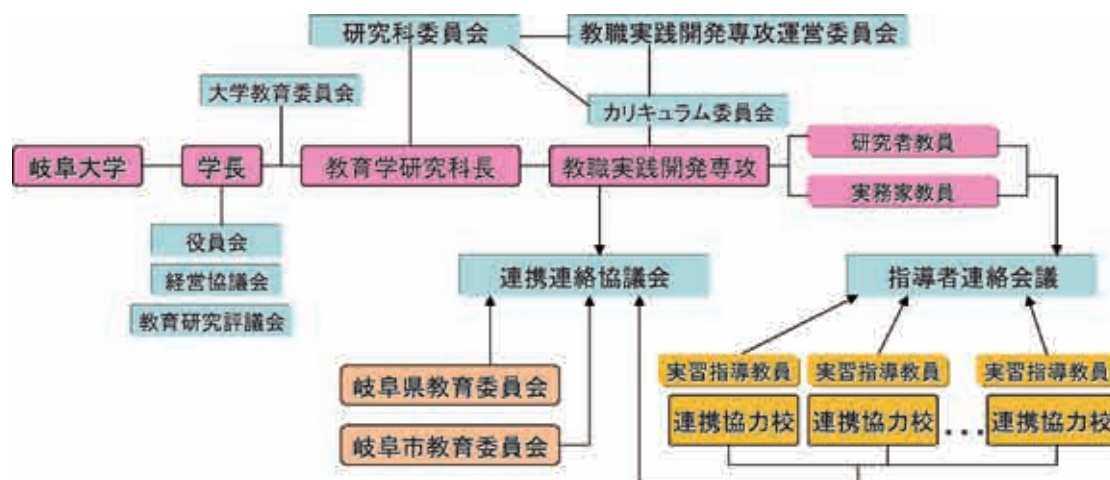 研究科委員会
教職実践開発専攻運営委員会
大学教育委員会
カリキュラム委員会
岐阜大学
学長
教育学研究科長
教職実践開発専攻
研究者教員
実務家教員
役員会
経営協議会
教育研究評議会
連携連絡協議会
指導者連絡会議
岐阜県教育委員会
岐阜市教育委員会
実習指導教員
実習指導教員
実習指導教員
連携協力校
連携協力校
...
連携協力校